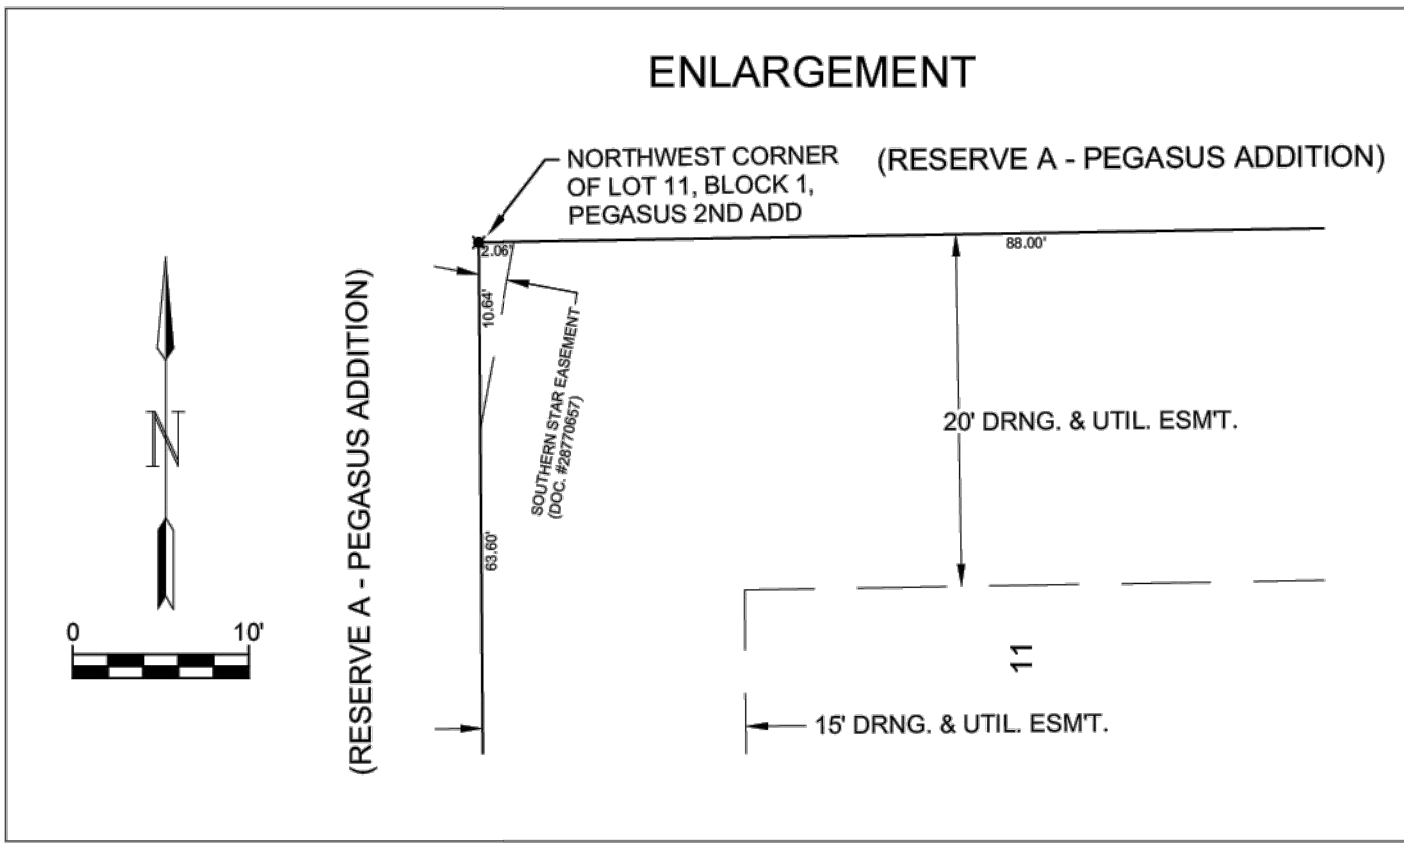 ENLARGEMENT
NORTHWEST CORNER
OF LOT 11, BLOCK 1,
PEGASUS 2ND ADD
(RESERVE A - PEGASUS ADDITION)
2.06'
88.00'
10.64'
SOUTHERN STAR EASEMENT
(DOC. #28770657)
(RESERVE A - PEGASUS ADDITION)
N
20' DRNG. & UTIL. ESM'T.
63.60'
0 10'
11
15' DRNG. & UTIL. ESM'T.